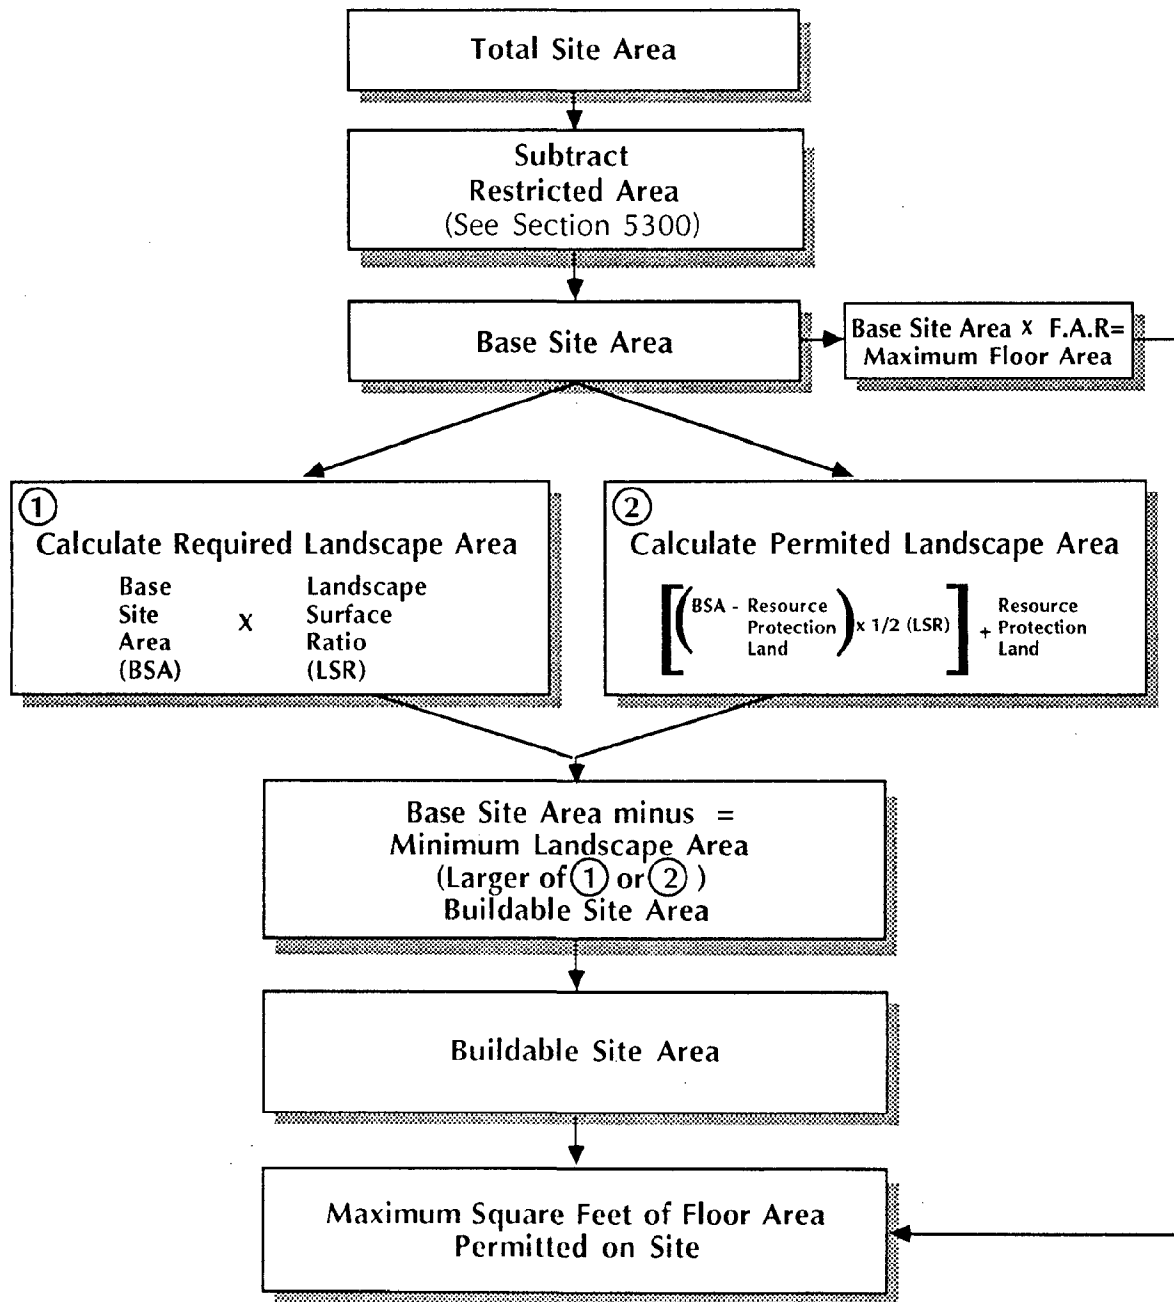 Total Site Area
Subtract
Restricted Area
(See Section 5300)
Base Site Area
Base Site Area x F.A.R=
Maximum Floor Area
1
Calculate Required Landscape Area
Base
Site
Area
(BSA)
X
Landscape
Surface
Ratio
(LSR)
2
Calculate Permited Landscape Area
[(BSA - Resource
Protection
Land
) x 1/2 (LSR)]
+
Resource
Protection
Land
Base Site Area minus =
Minimum Landscape Area
(Larger of 1 or 2 )
Buildable Site Area
Buildable Site Area
Maximum Square Feet of Floor Area
Permitted on Site